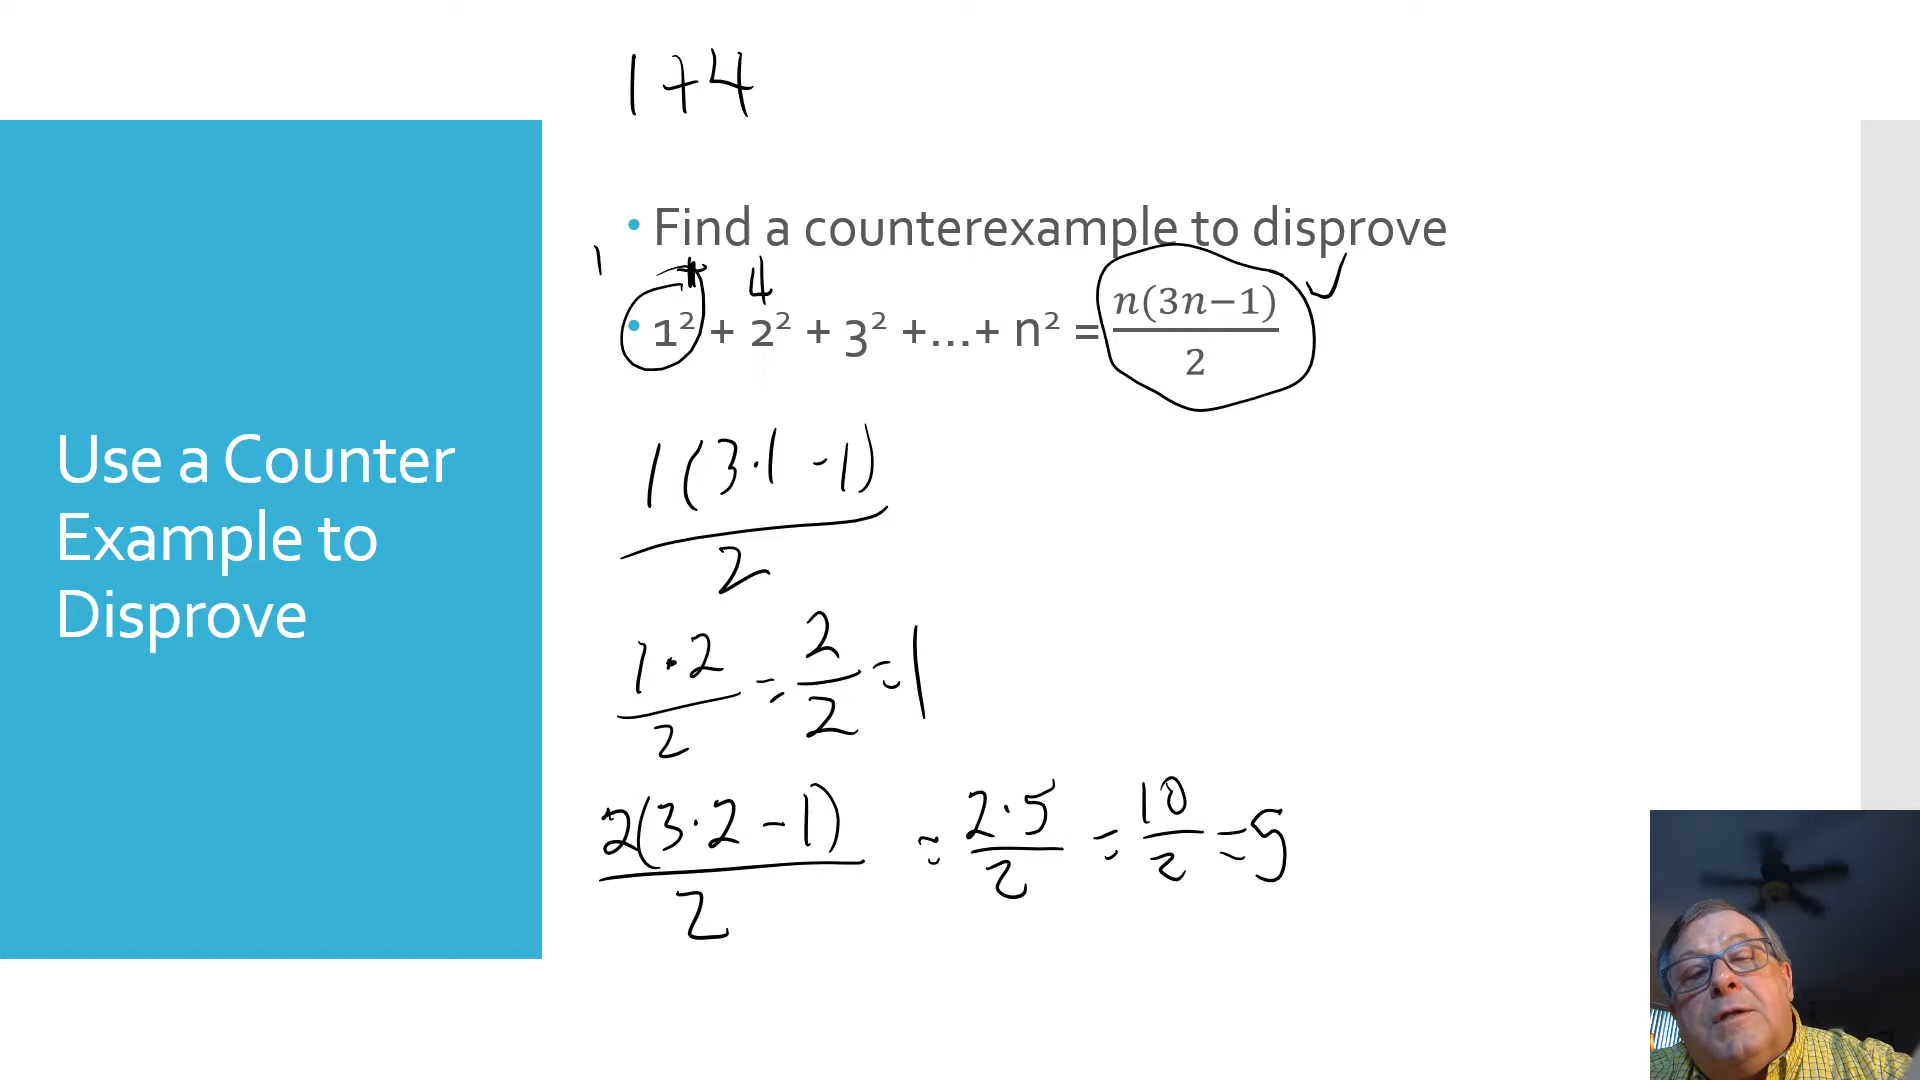 1+4
Use a Counter
Example to
Disprove
• Find a counterexample to disprove
1
4
• 1² + 2² + 3² +...+ n² = n(3n−1)/2 ✓
1(3·1 -1)
2
1·2/2 = 2/2 = 1
2(3·2 - 1)/2 = 2·5/2 = 10/2 = 5